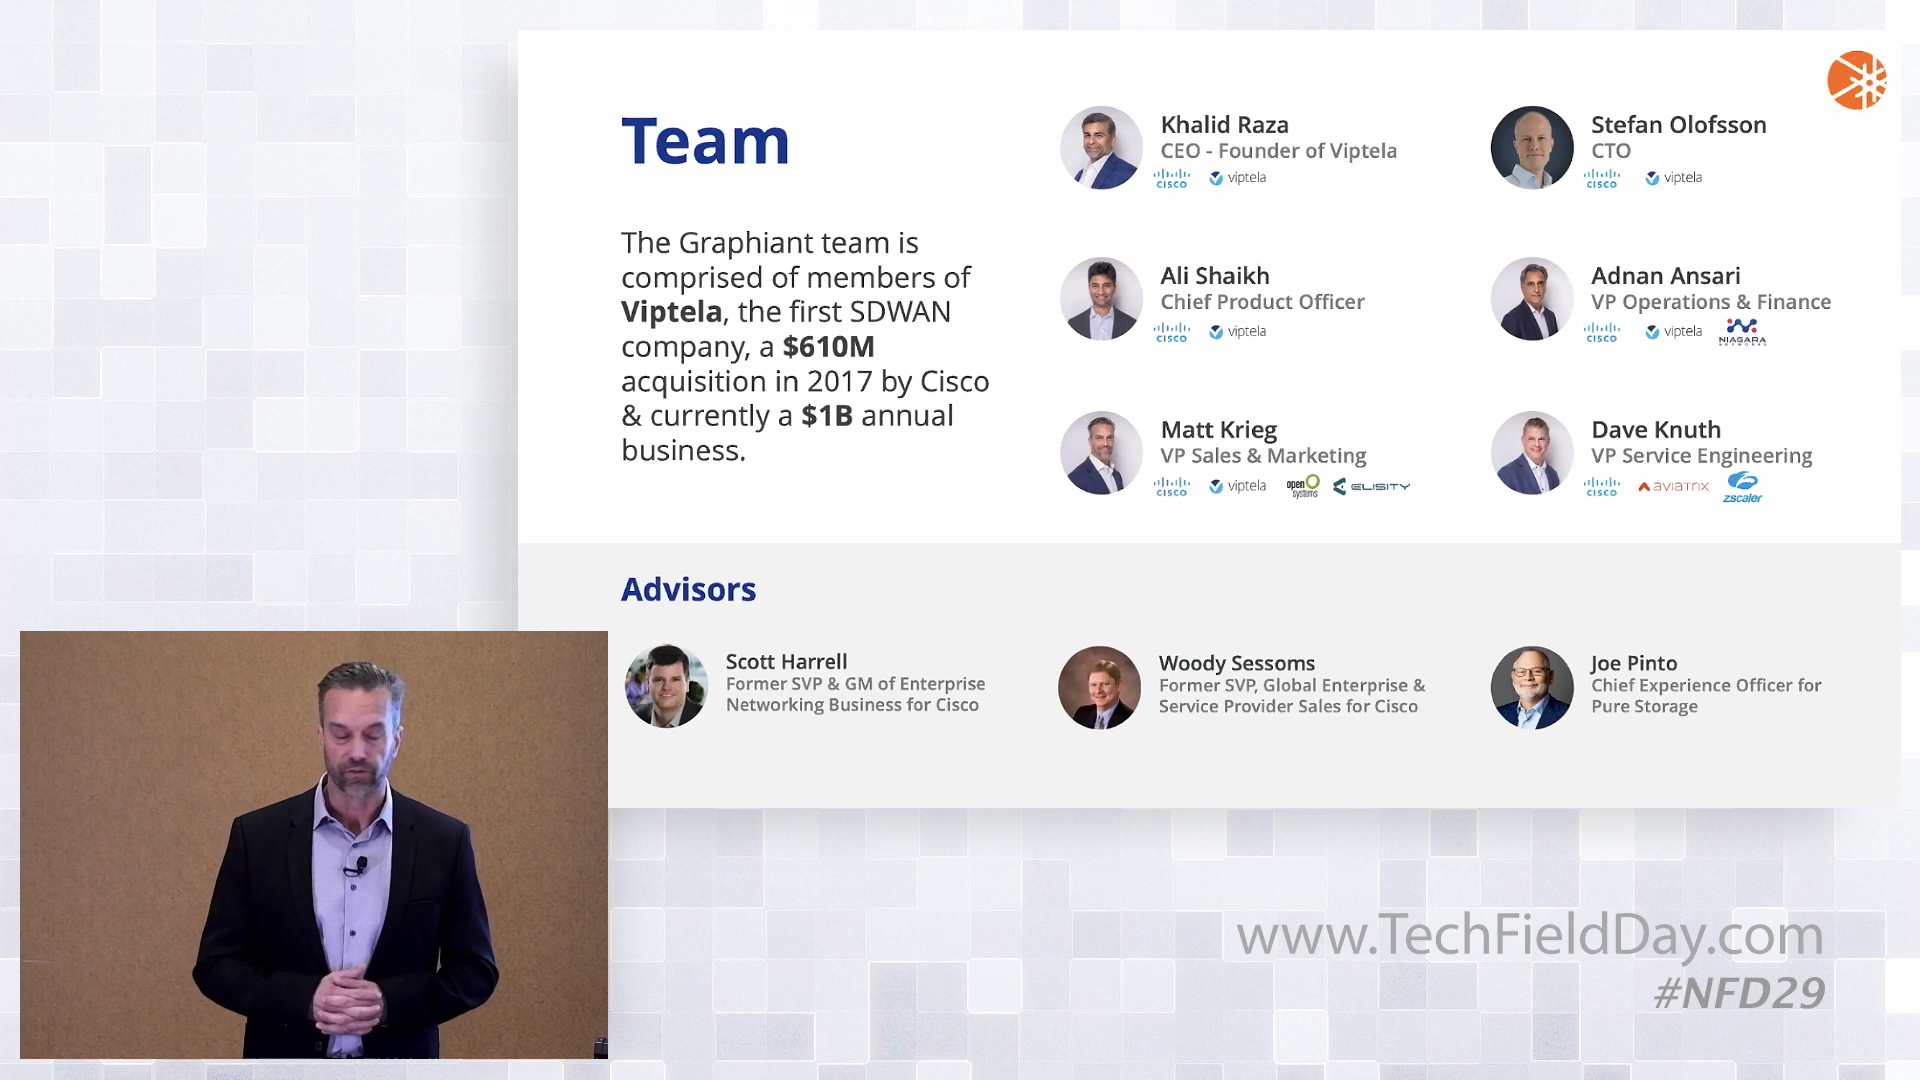 Team
The Graphiant team is
comprised of members of
Viptela, the first SDWAN
company, a $610M
acquisition in 2017 by Cisco
& currently a $1B annual
business.
Khalid Raza
CEO - Founder of Viptela
CISCO viptela
Stefan Olofsson
CTO
CISCO viptela
Ali Shaikh
Chief Product Officer
CISCO viptela
Adnan Ansari
VP Operations & Finance
CISCO viptela NIAGARA NETWORKS
Matt Krieg
VP Sales & Marketing
CISCO viptela open systems ELISITY
Dave Knuth
VP Service Engineering
CISCO AVIATRIX zscaler
Advisors
Scott Harrell
Former SVP & GM of Enterprise
Networking Business for Cisco
Woody Sessoms
Former SVP, Global Enterprise &
Service Provider Sales for Cisco
Joe Pinto
Chief Experience Officer for
Pure Storage
www.TechFieldDay.com
#NFD29